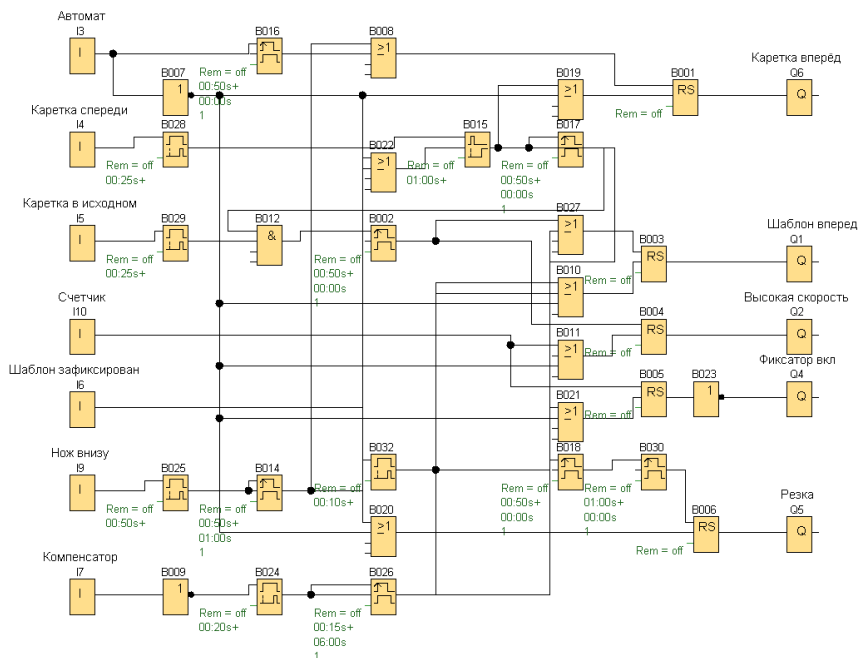 Автомат
I3
I
B016
Rem = off
00:50s+
00:00s
1
B008
≥1
B007
1
B019
≥1
B001
RS
Rem = off
Каретка вперёд
Q6
Q
Каретка спереди
I4
I
B028
Rem = off
00:25s+
B022
≥1
B015
Rem = off
01:00s+
B017
Rem = off
00:50s+
00:00s
1
Каретка в исходном
I5
I
B029
Rem = off
00:25s+
B012
&
B002
Rem = off
00:50s+
00:00s
1
B027
≥1
B003
RS
Rem = off
Шаблон вперед
Q1
Q
B010
≥1
Счетчик
I10
I
B011
≥1
B004
RS
Rem = off
Высокая скорость
Q2
Q
Шаблон зафиксирован
I6
I
B021
≥1
B005
RS
Rem = off
B023
1
Фиксатор вкл
Q4
Q
Нож внизу
I9
I
B025
Rem = off
00:50s+
B014
Rem = off
00:50s+
01:00s
1
B032
Rem = off
00:10s+
B018
Rem = off
00:50s+
00:00s
1
B030
Rem = off
01:00s+
00:00s
1
B020
≥1
B006
RS
Rem = off
Резка
Q5
Q
Компенсатор
I7
I
B009
1
B024
Rem = off
00:20s+
B026
Rem = off
00:15s+
06:00s
1